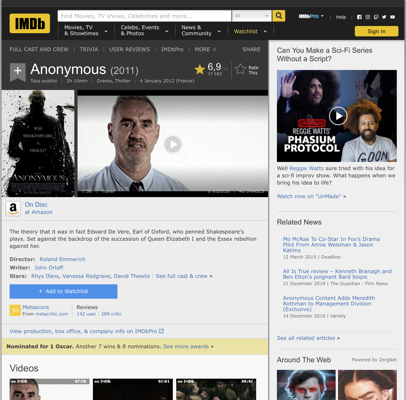 IMDb
Find Movies, TV shows, Celebrities and more...
All
IMDbPro
Help
Movies, TV & Showtimes
Celebs, Events & Photos
News & Community
Watchlist
Sign in
FULL CAST AND CREW | TRIVIA | USER REVIEWS | IMDbPro | MORE
SHARE
Anonymous (2011)
6,9
Rate This
Tous publics | 2h 10min | Drama, Thriller | 4 January 2012 (France)
WAS
SHAKESPEARE
A FRAUD?
ANONYMOUS
On Disc
at Amazon
The theory that it was in fact Edward De Vere, Earl of Oxford, who penned Shakespeare's
plays. Set against the backdrop of the succession of Queen Elizabeth I and the Essex rebellion
against her.
Director: Roland Emmerich
Writer: John Orloff
Stars: Rhys Ifans, Vanessa Redgrave, David Thewlis | See full cast & crew »
+ Add to Watchlist
Metascore
From metacritic.com
Reviews
142 user | 289 critic
View production, box office, & company info on IMDbPro
Nominated for 1 Oscar. Another 7 wins & 8 nominations. See more awards »
Videos
Can You Make a Sci-Fi Series
Without a Script?
REGGIE WATTS'
PHASIUM
PROTOCOL
Well Reggie Watts sure tried with his idea
for a sci-fi improv show. What happens when we
bring his idea to life?
Watch now »
Related News
Mo McRae To Co-Star In Fox's Drama
Pilot From Annie Weisman & Jason
Katims
12 March 2019 | Deadline
All Is True review – Kenneth Branagh and
Ben Elton's poignant Bard biopic
21 December 2018 | The Guardian - Film News
Anonymous Content Adds Meredith
Rothman to Management Division
(Exclusive)
14 December 2018 | Variety
See all related articles »
Around The Web
Powered by ZergNet